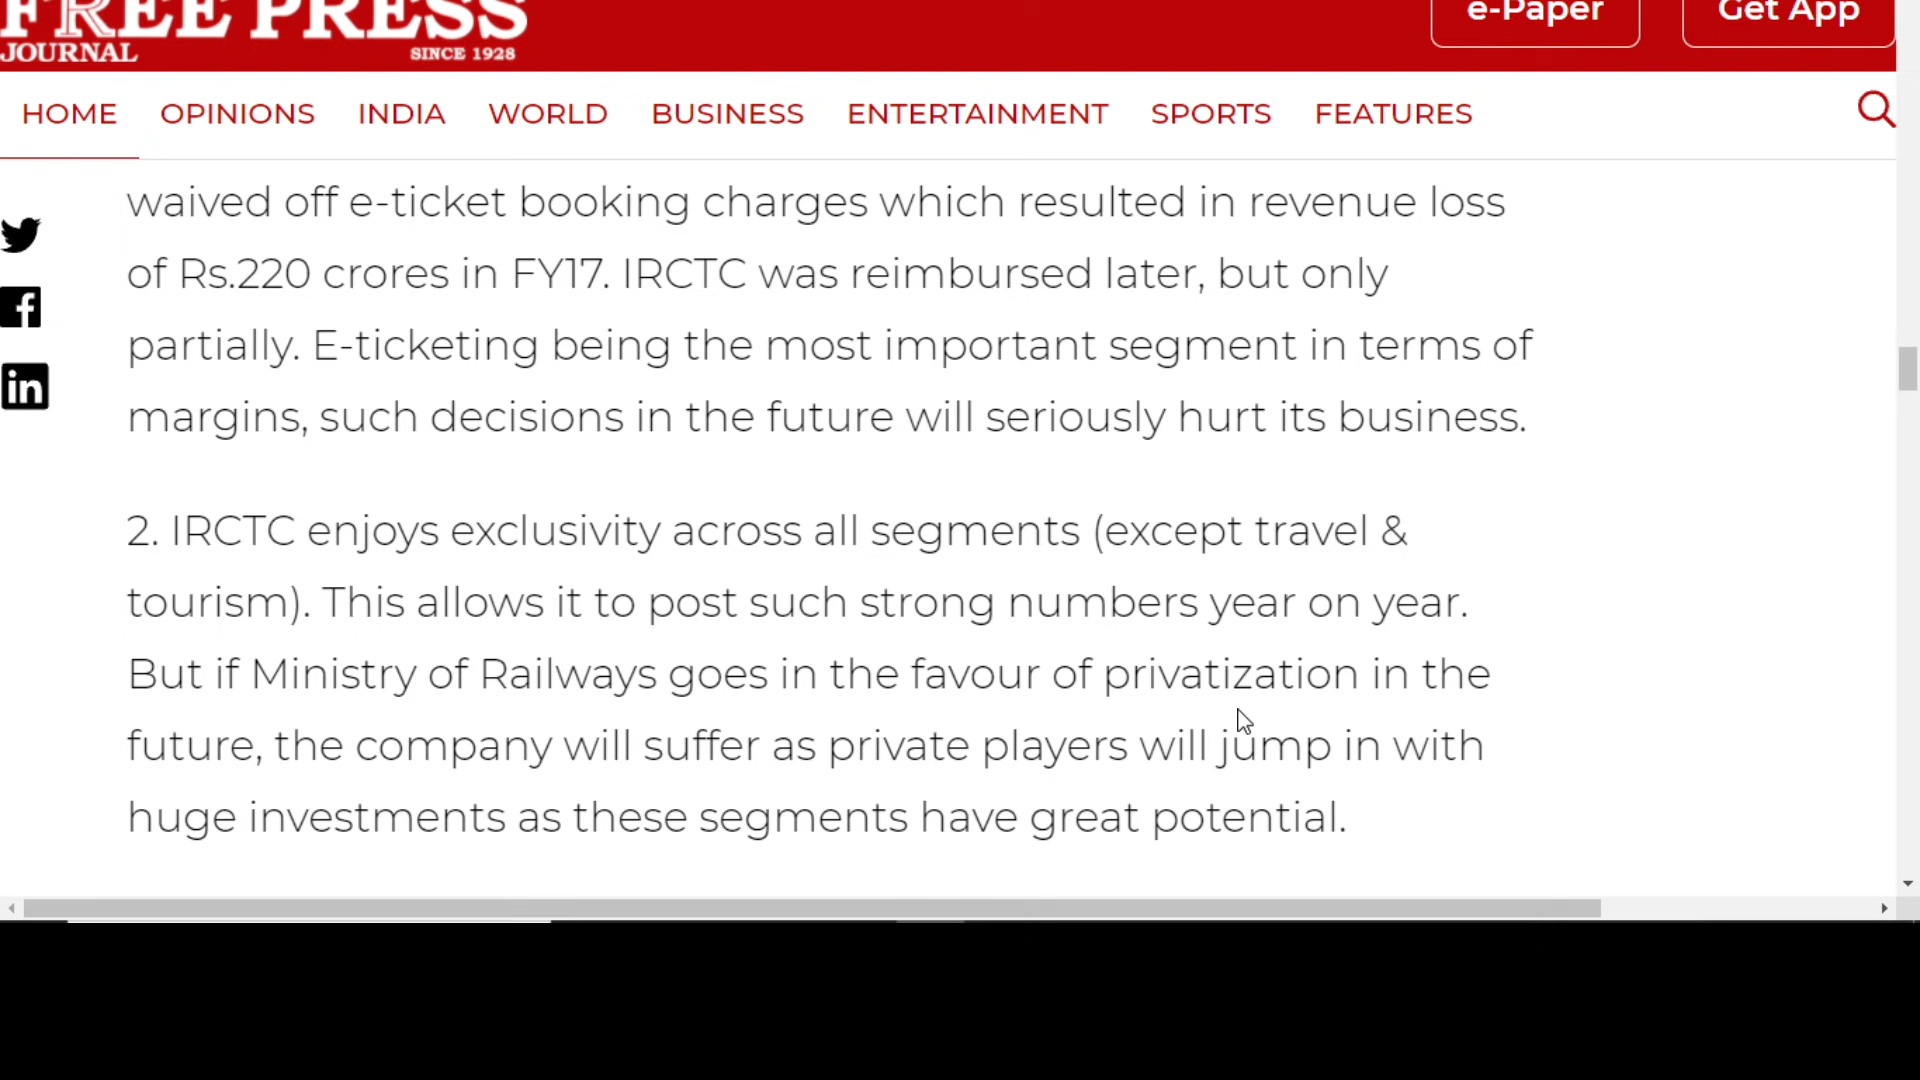 FREE PRESS
JOURNAL
SINCE 1928
e-Paper
Get App
HOME OPINIONS INDIA WORLD BUSINESS ENTERTAINMENT SPORTS FEATURES
waived off e-ticket booking charges which resulted in revenue loss
of Rs.220 crores in FY17. IRCTC was reimbursed later, but only
partially. E-ticketing being the most important segment in terms of
margins, such decisions in the future will seriously hurt its business.
2. IRCTC enjoys exclusivity across all segments (except travel &
tourism). This allows it to post such strong numbers year on year.
But if Ministry of Railways goes in the favour of privatization in the
future, the company will suffer as private players will jump in with
huge investments as these segments have great potential.